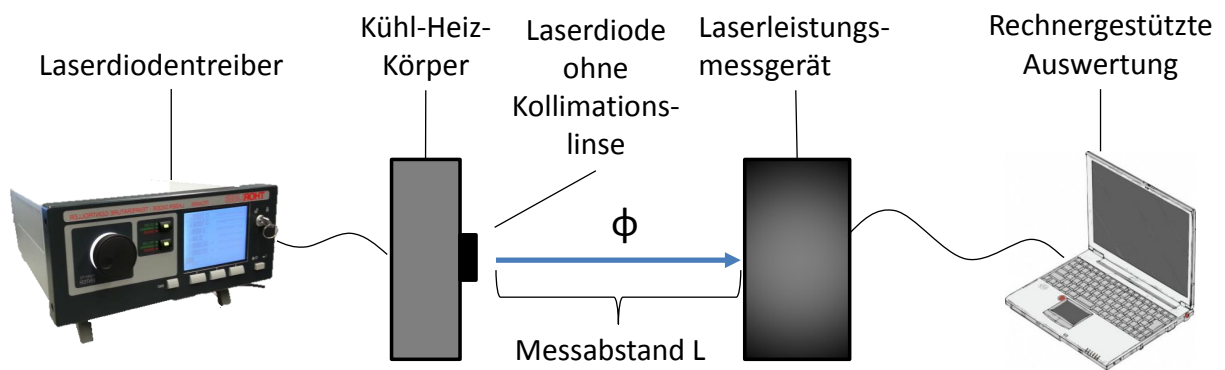 Laserdiodentreiber
Kühl-Heiz-
Körper
Laserdiode
ohne
Kollimations-
linse
Laserleistungs-
messgerät
Rechnergestützte
Auswertung
ϕ
Messabstand L